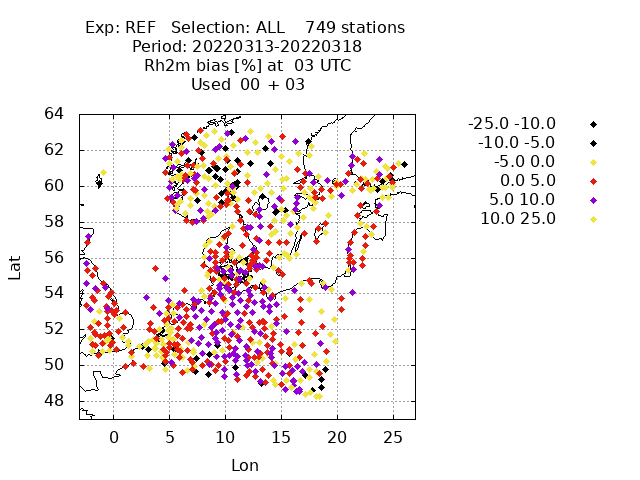 Exp: REF Selection: ALL 749 stations
Period: 20220313-20220318
Rh2m bias [%] at 03 UTC
Used 00 + 03
64
62
60
58
56
54
52
50
48
Lat
0 5 10 15 20 25
Lon
-25.0 -10.0
-10.0 -5.0
-5.0 0.0
0.0 5.0
5.0 10.0
10.0 25.0